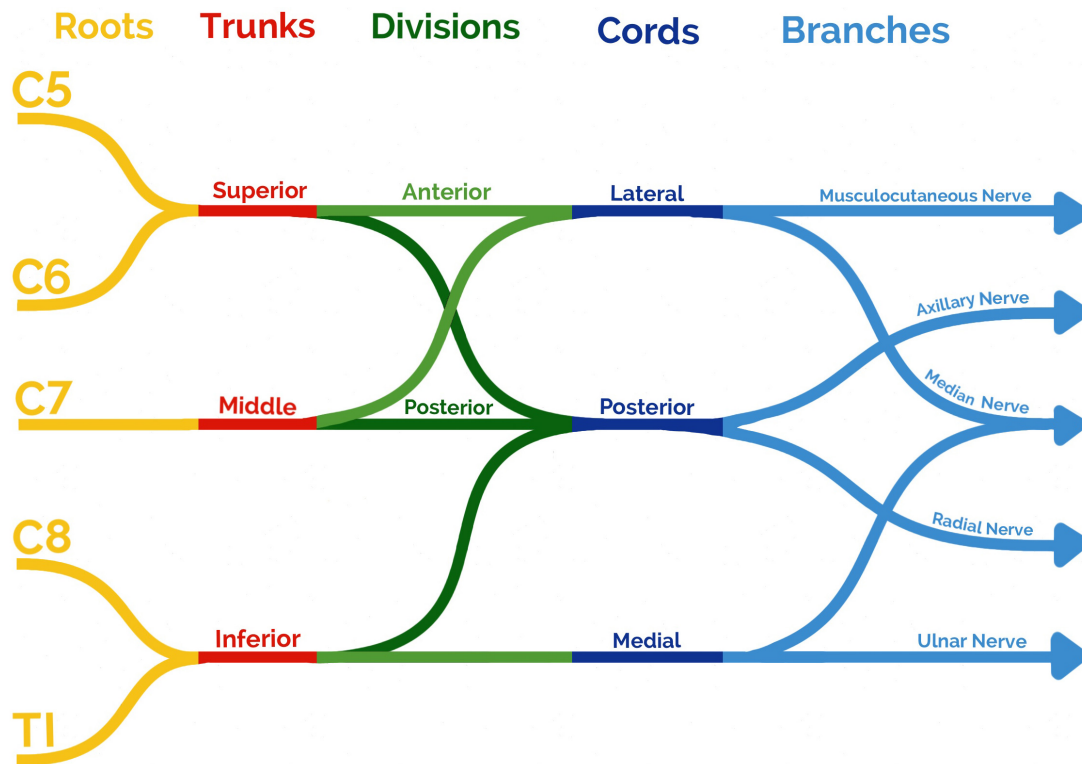 Roots Trunks Divisions Cords Branches
C5
Superior Anterior Lateral Musculocutaneous Nerve
C6
Axillary Nerve
C7
Middle Posterior Posterior Median Nerve
C8
Radial Nerve
Inferior Medial Ulnar Nerve
T1